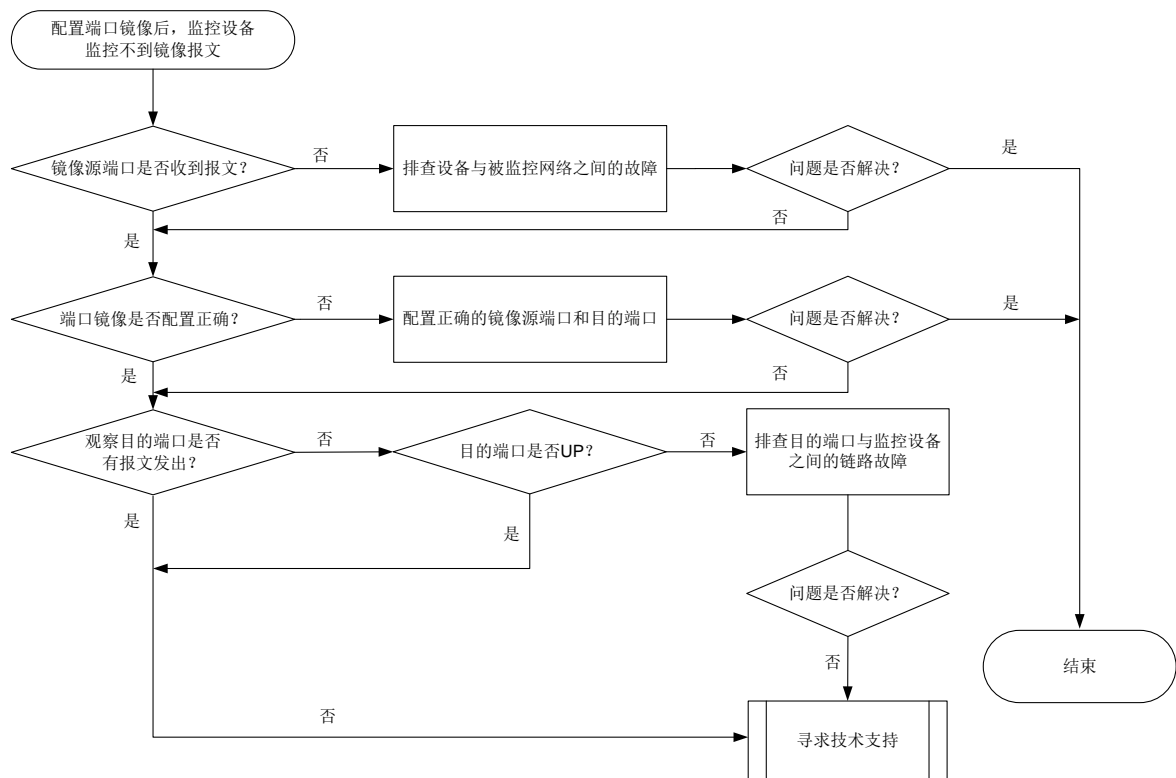 配置端口镜像后，监控设备
监控不到镜像报文
镜像源端口是否收到报文？
否
排查设备与被监控网络之间的故障
问题是否解决？
是
否
是
端口镜像是否配置正确？
否
配置正确的镜像源端口和目的端口
问题是否解决？
是
是
否
观察目的端口是否
有报文发出？
否
目的端口是否UP？
否
排查目的端口与监控设备
之间的链路故障
是
是
问题是否解决？
否
结束
否
寻求技术支持